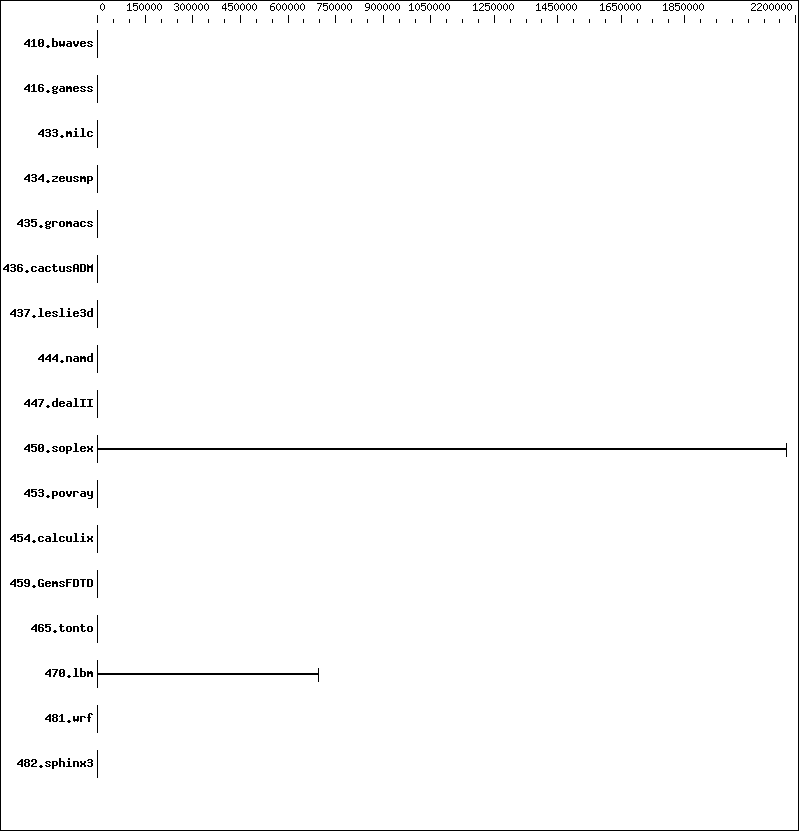 0 150000 300000 450000 600000 750000 900000 1050000 1250000 1450000 1650000 1850000 2200000
410.bwaves
416.gamess
433.milc
434.zeusmp
435.gromacs
436.cactusADM
437.leslie3d
444.namd
447.dealII
450.soplex
453.povray
454.calculix
459.GemsFDTD
465.tonto
470.lbm
481.wrf
482.sphinx3